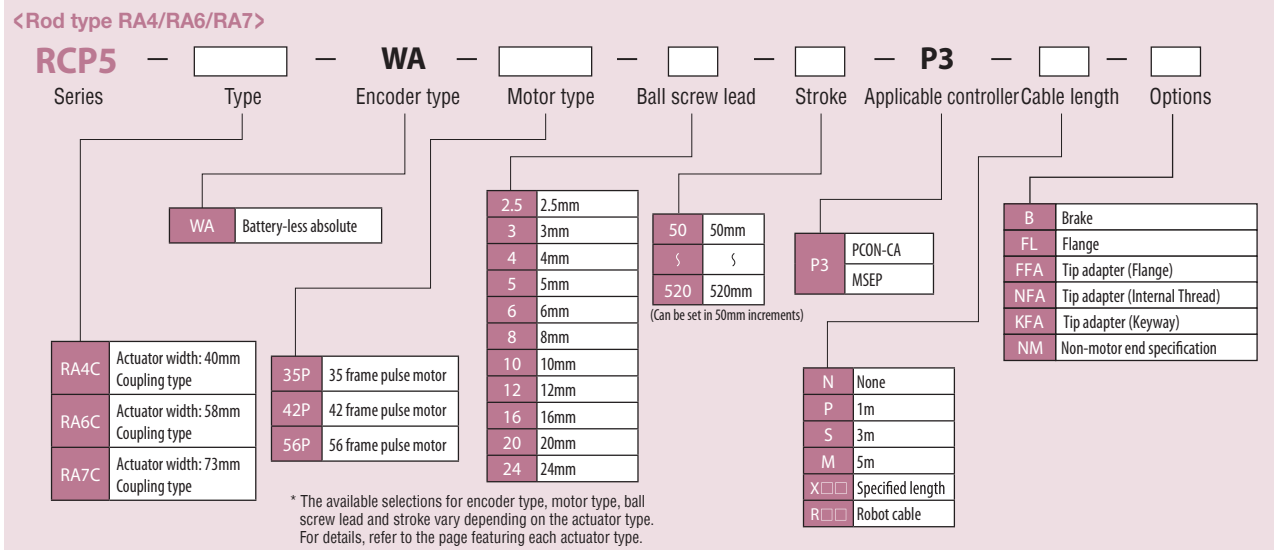 <Rod type RA4/RA6/RA7>
RCP5 — — WA — — — — P3 — —
Series Type Encoder type Motor type Ball screw lead Stroke Applicable controller Cable length Options
WA Battery-less absolute
RA4C Actuator width: 40mm
Coupling type
RA6C Actuator width: 58mm
Coupling type
RA7C Actuator width: 73mm
Coupling type
35P 35 frame pulse motor
42P 42 frame pulse motor
56P 56 frame pulse motor
2.5 2.5mm
3 3mm
4 4mm
5 5mm
6 6mm
8 8mm
10 10mm
12 12mm
16 16mm
20 20mm
24 24mm
50 50mm
∫ ∫
520 520mm
(Can be set in 50mm increments)
P3 PCON-CA
MSEP
N None
P 1m
S 3m
M 5m
X□□ Specified length
R□□ Robot cable
B Brake
FL Flange
FFA Tip adapter (Flange)
NFA Tip adapter (Internal Thread)
KFA Tip adapter (Keyway)
NM Non-motor end specification
* The available selections for encoder type, motor type, ball
screw lead and stroke vary depending on the actuator type.
For details, refer to the page featuring each actuator type.